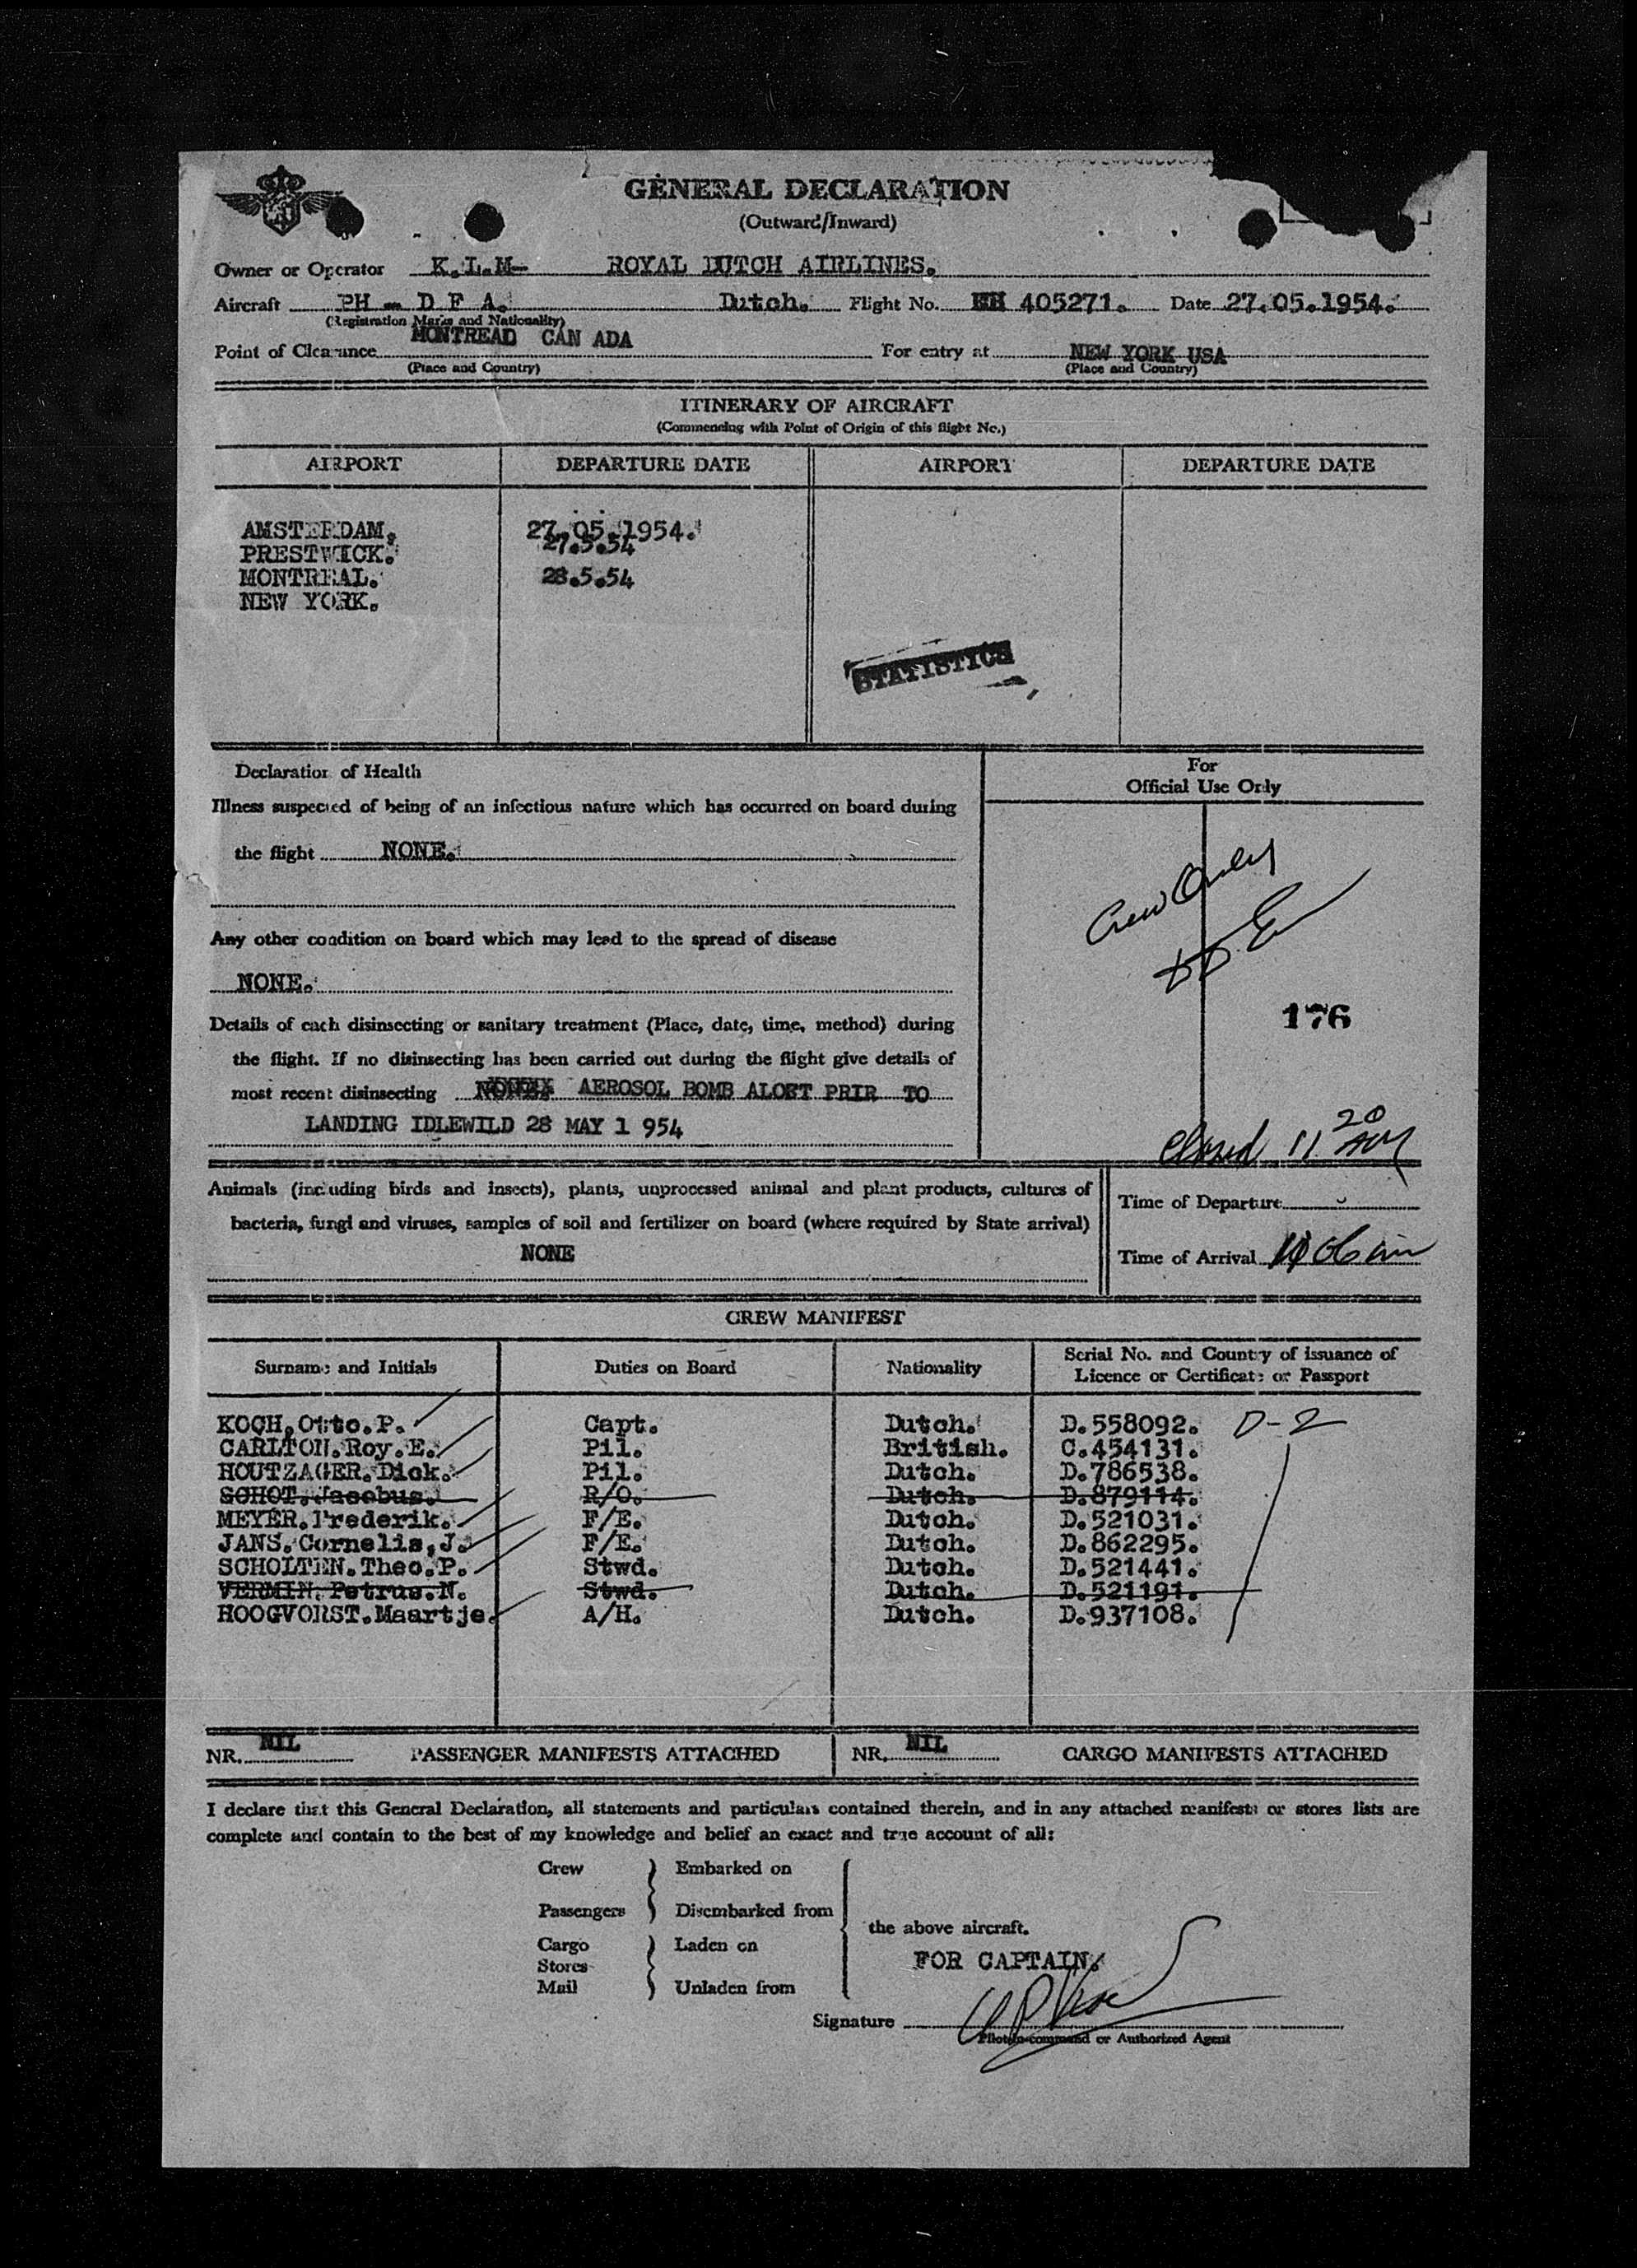 GENERAL DECLARATION
(Outward/Inward)
Owner or Operator K.L.M- ROYAL DUTCH AIRLINES.
Aircraft PH - D F A. Dutch. Flight No. 405271. Date 27.05.1954.
(Registration Marks and Nationality)
MONTREAD CAN ADA
Point of Clearance For entry at NEW YORK USA
(Place and Country) (Place and Country)
ITINERARY OF AIRCRAFT
(Commencing with Point of Origin of this flight No.)
AIRPORT DEPARTURE DATE AIRPORT DEPARTURE DATE
AMSTERDAM. 27.05.1954.
PRESTWICK. 27.5.54
MONTREAL. 28.5.54
NEW YORK.
STATISTICS
Declaration of Health
For
Official Use Only
Illness suspected of being of an infectious nature which has occurred on board during
the flight NONE.
Crew Only
Any other condition on board which may lead to the spread of disease
NONE.
176
Details of each disinsecting or sanitary treatment (Place, date, time, method) during
the flight. If no disinsecting has been carried out during the flight give details of
most recent disinsecting AEROSOL BOMB ALOFT PRIR TO
LANDING IDLEWILD 28 MAY 1 954
Closed 11 20 AM
Animals (including birds and insects), plants, unprocessed animal and plant products, cultures of
bacteria, fungi and viruses, samples of soil and fertilizer on board (where required by State arrival)
NONE
Time of Departure
Time of Arrival
CREW MANIFEST
Surname and Initials Duties on Board Nationality Serial No. and Country of issuance of
Licence or Certificate or Passport
KOCH.Otto.P. Capt. Dutch. D.558092. D-2
CARLTON.Roy.E. Pil. British. C.454131.
HOUTZAGER.Dick. Pil. Dutch. D.786538.
SCHOT.Jacobus. R/O. Dutch. D.879114.
MEYER.Frederik. F/E. Dutch. D.521031.
JANS.Cornelis,J. F/E. Dutch. D.862295.
SCHOLTEN.Theo.P. Stwd. Dutch. D.521441.
VERMIN.Petrus.N. Stwd. Dutch. D.521191.
HOOGVORST.Maartje. A/H. Dutch. D.937108.
NR. NIL PASSENGER MANIFESTS ATTACHED NR. NIL CARGO MANIFESTS ATTACHED
I declare that this General Declaration, all statements and particulars contained therein, and in any attached manifests or stores lists are
complete and contain to the best of my knowledge and belief an exact and true account of all:
Crew Embarked on
Passengers Disembarked from
the above aircraft.
Cargo Laden on
Stores
Mail Unladen from
FOR CAPTAIN.
Signature
Pilot-in-command or Authorized Agent